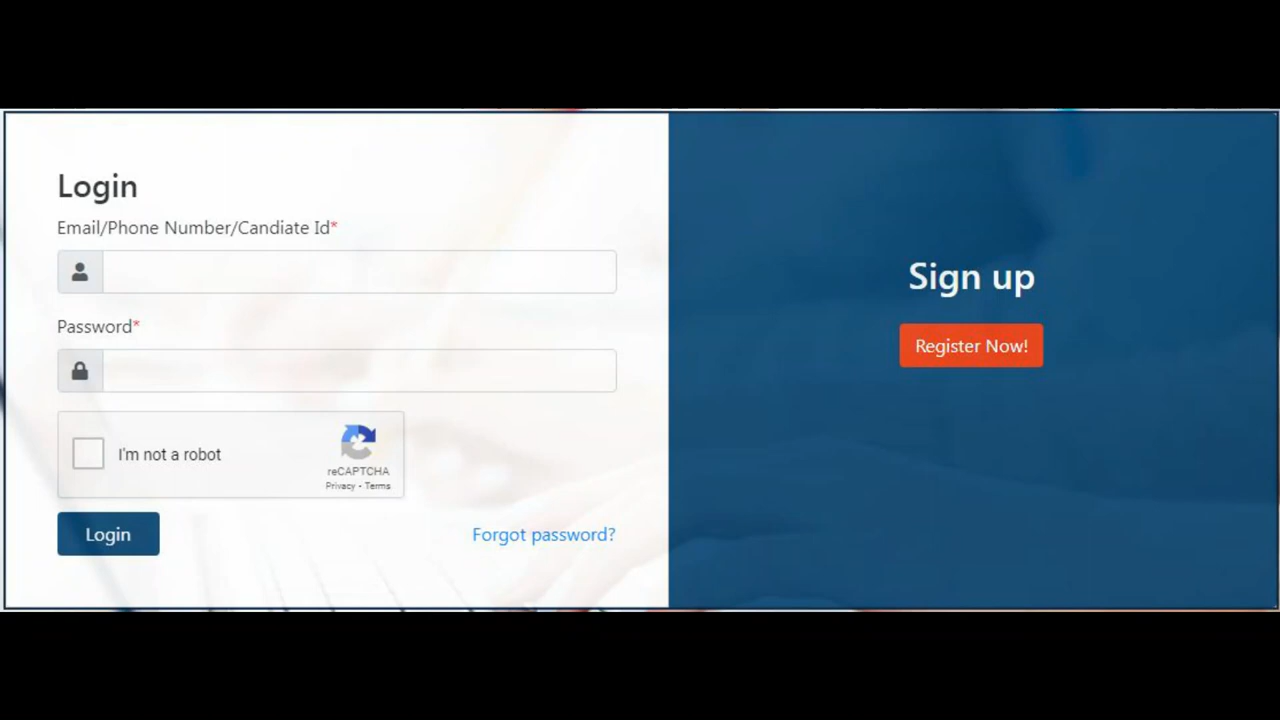 Login
Email/Phone Number/Candiate Id*
Password*
I'm not a robot
reCAPTCHA
Privacy - Terms
Login
Forgot password?
Sign up
Register Now!